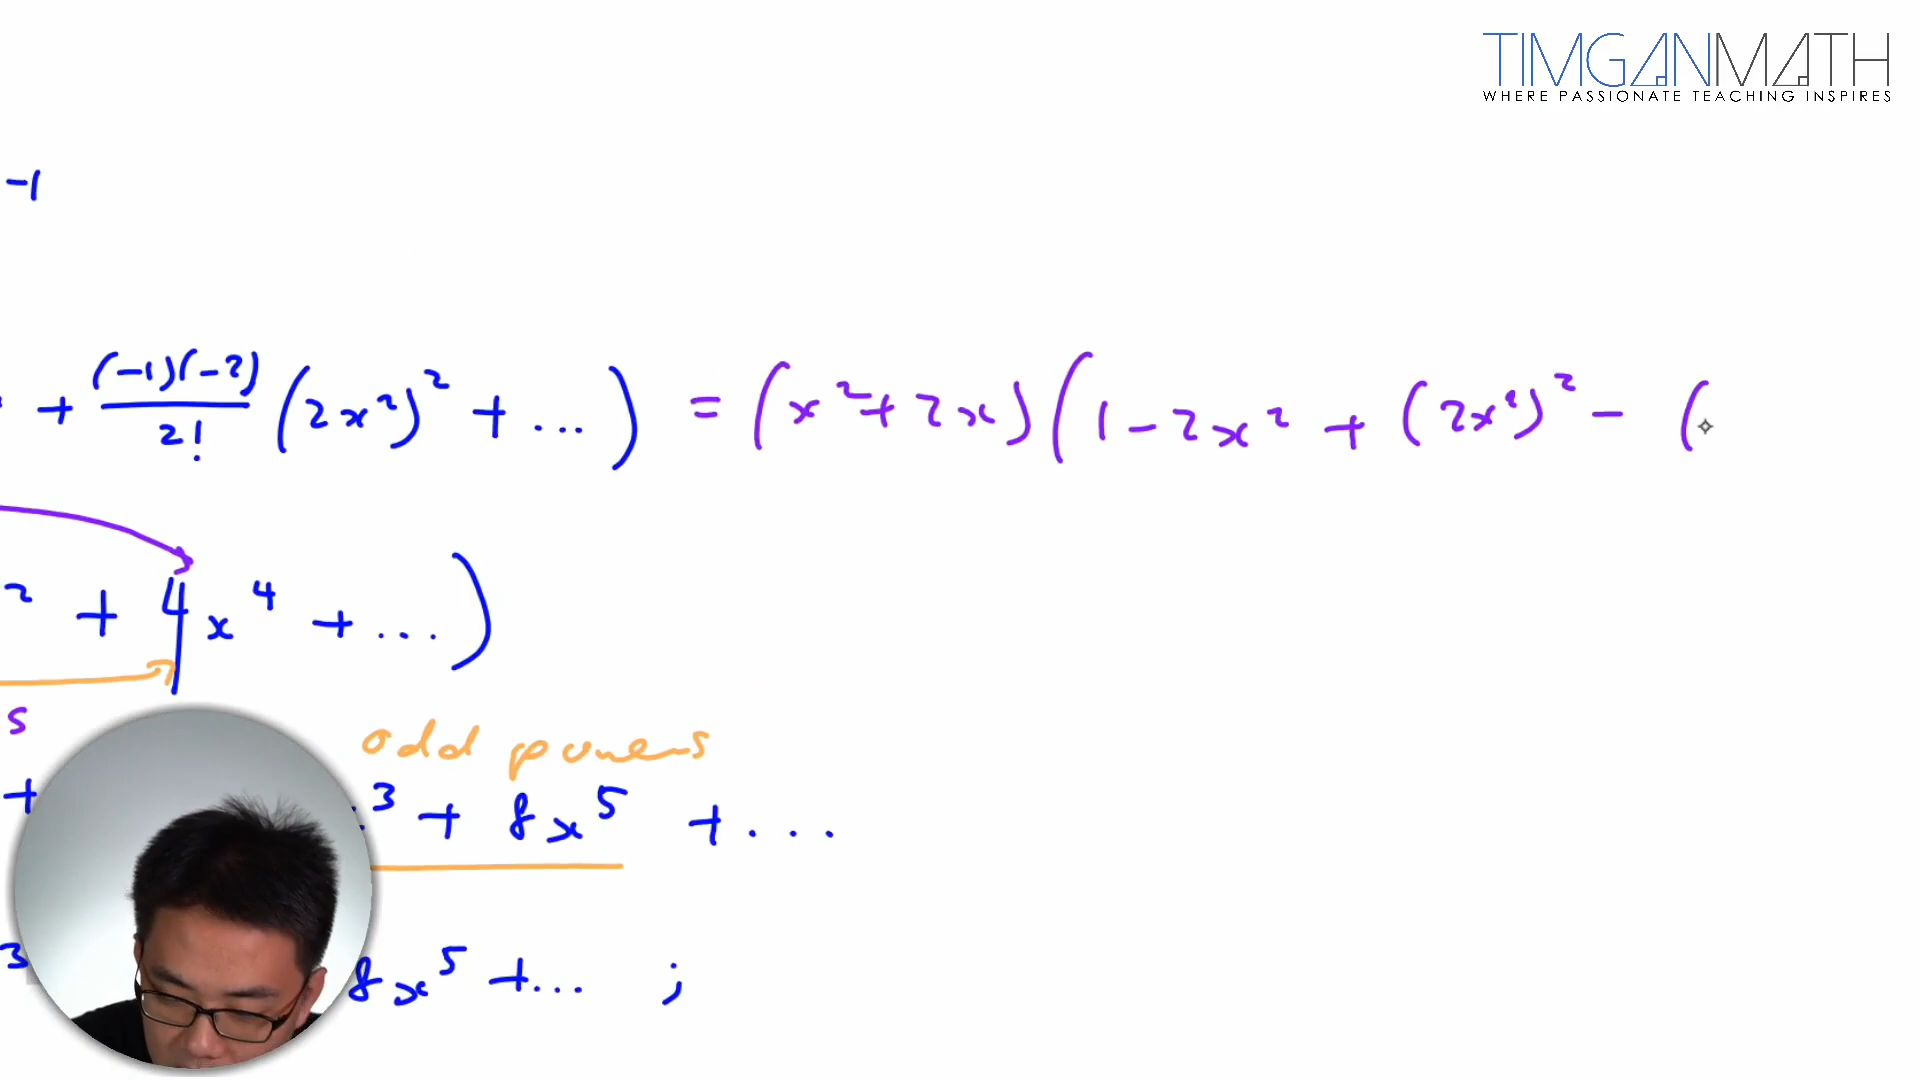 TIMGANMATH
WHERE PASSIONATE TEACHING INSPIRES
-1
+ (-1)(-2)/2! (2x²)² + ... ) = (x² + 2x)(1 - 2x² + (2x²)² - (
² + 4x⁴ + ... )
s
odd powers
+ ³ + 8x⁵ + ...
3 8x⁵ + ... ;